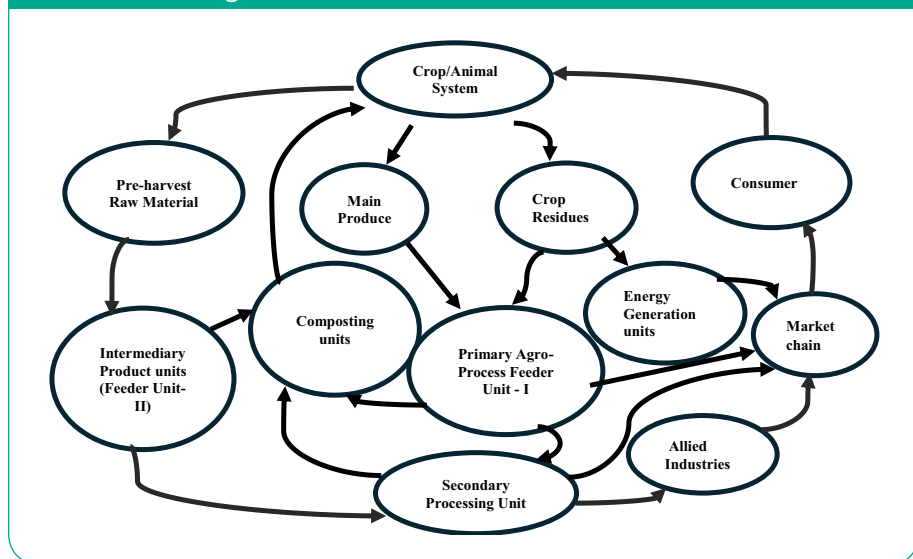 Crop/Animal
System
Pre-harvest
Raw Material
Main
Produce
Crop
Residues
Consumer
Composting
units
Energy
Generation
units
Market
chain
Intermediary
Product units
(Feeder Unit-
II)
Primary Agro-
Process Feeder
Unit - I
Allied
Industries
Secondary
Processing Unit